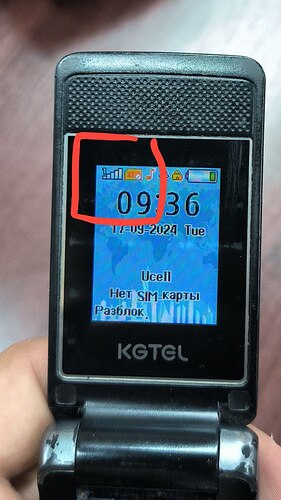 09:36
17-09-2024 Tue
Ucell
Нет SIM-карты
Разблок.
KGTEL